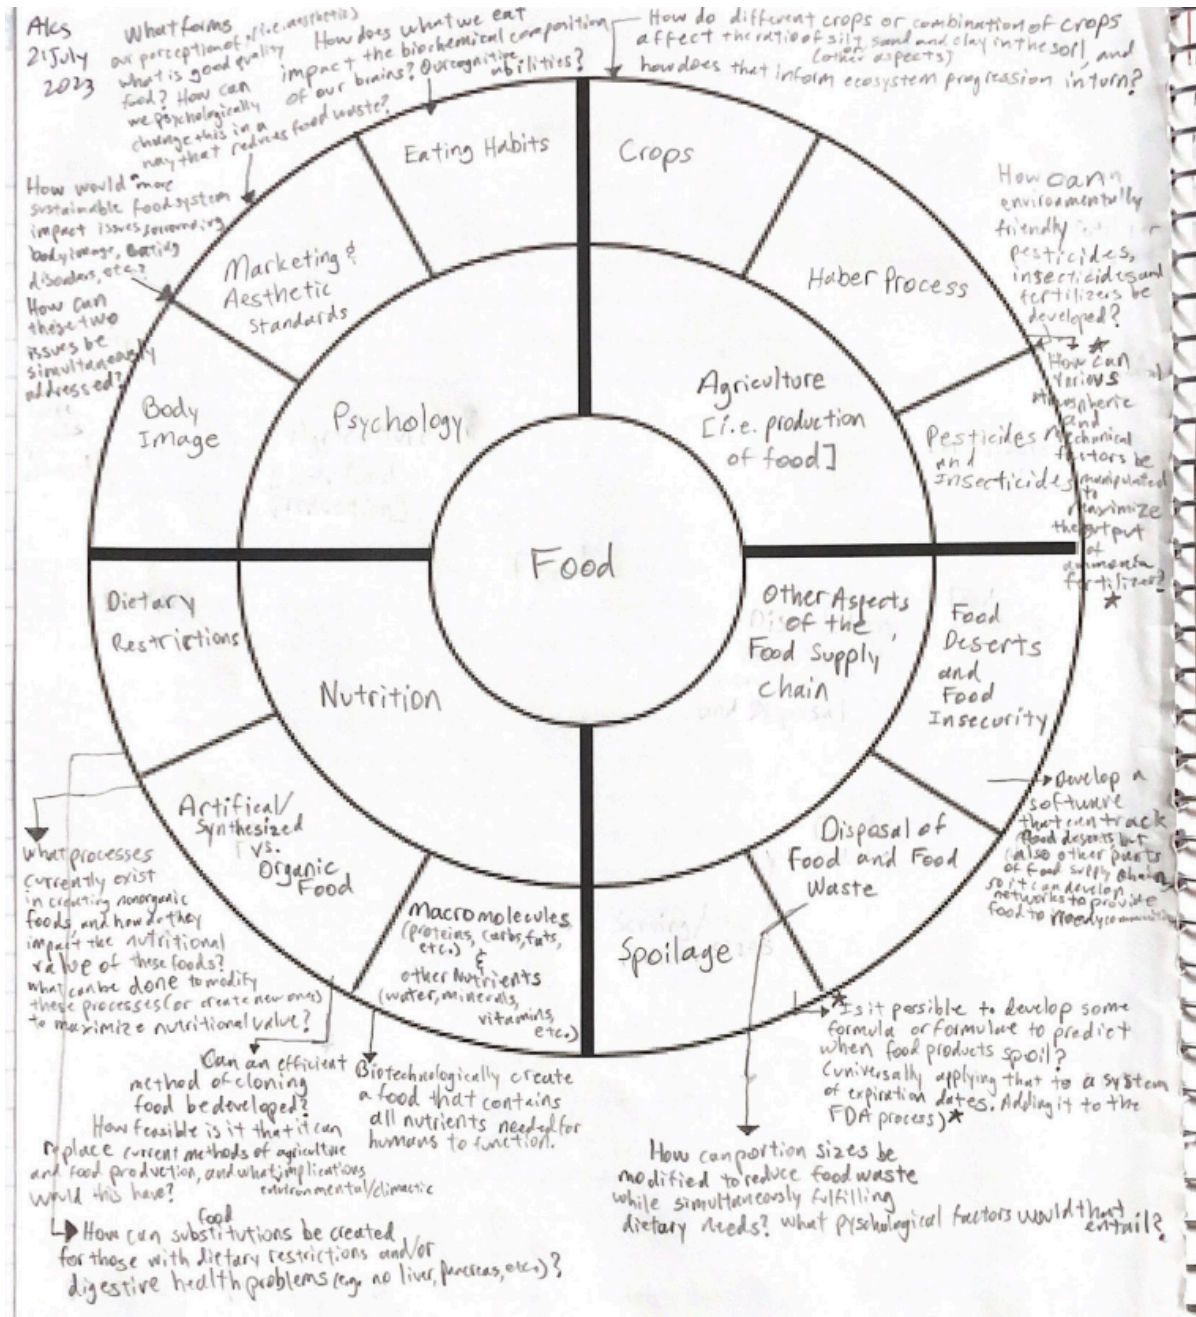 Alcs
21 July
2023
What forms
our perception of (i.e. aesthetics)
what is good quality
food? How can
we psychologically
change this in a
way that reduces food waste?
How does what we eat
impact the biochemical composition
of our brains? Our cognitive
abilities?
How do different crops or combination of crops
affect the ratio of silt, sand and clay in the soil, and
(or other aspects)
how does that inform ecosystem progression in turn?
How would a more
sustainable food system
impact issues surrounding
body image, eating
disorders, etc.?
How can
these two
issues be
simultaneously
addressed?
Eating Habits
Crops
Marketing &
Aesthetic
Standards
Haber Process
How can
environmentally
friendly
pesticides,
insecticides and
fertilizers be
developed?
Body
Image
Psychology
Agriculture
[i.e. production
of food]
Pesticides
and
Insecticides
★ How can
various
atmospheric
and
mechanical
factors be
manipulated
to
maximize
the output
of
ammonia
fertilizer?
★
Food
Dietary
Restrictions
Nutrition
Other Aspects
of the
Food Supply
Chain
Food
Deserts
and
Food
Insecurity
Artifical/
Synthesized
vs.
Organic
Food
Macromolecules
(proteins, carbs, fats,
etc.)
&
other Nutrients
(water, minerals,
vitamins,
etc.)
Spoilage
Disposal of
Food and Food
Waste
Develop a
software
that can track
food deserts but
also other parts
of food supply chain
so it can develop
networks to provide
food to needy communities
What processes
currently exist
in creating nonorganic
foods, and how do they
impact the nutritional
value of these foods?
What can be done to modify
these processes (or create new ones)
to maximize nutritional value?
Can an efficient
method of cloning
food be developed?
How feasible is it that it can
replace current methods of agriculture
and food production, and what implications
environmental/climactic
would this have?
Biotechnologically create
a food that contains
all nutrients needed for
humans to function.
★ Is it possible to develop some
formula or formulae to predict
when food products spoil?
(universally applying that to a system
of expiration dates. Adding it to the
FDA process) ★
How can portion sizes be
modified to reduce food waste
while simultaneously fulfilling
dietary needs? What pyschological factors would that
entail?
food
How can substitutions be created
for those with dietary restrictions and/or
digestive health problems (e.g. no liver, pancreas, etc.)?